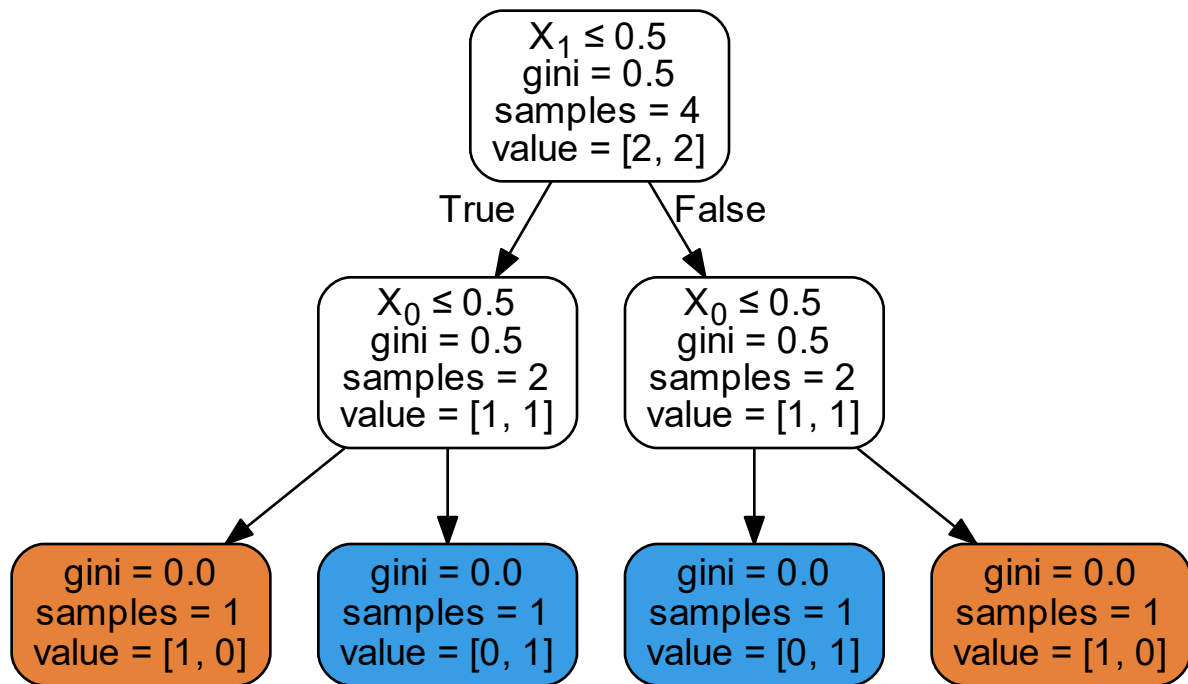 X₁ ≤ 0.5
gini = 0.5
samples = 4
value = [2, 2]
True
False
X₀ ≤ 0.5
gini = 0.5
samples = 2
value = [1, 1]
X₀ ≤ 0.5
gini = 0.5
samples = 2
value = [1, 1]
gini = 0.0
samples = 1
value = [1, 0]
gini = 0.0
samples = 1
value = [0, 1]
gini = 0.0
samples = 1
value = [0, 1]
gini = 0.0
samples = 1
value = [1, 0]